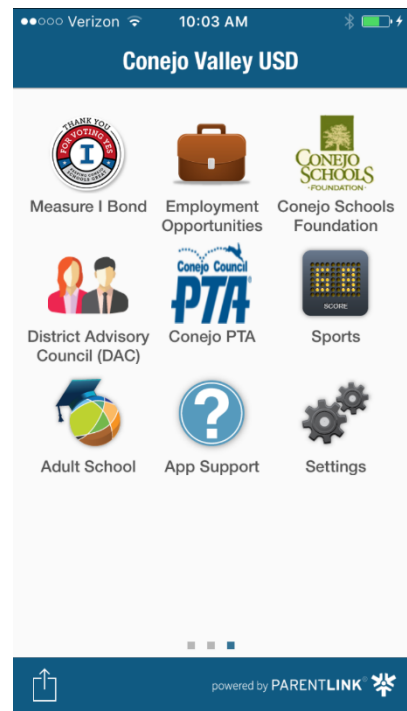 Verizon 10:03 AM
Conejo Valley USD
THANK YOU
FOR VOTING YES
I
Measure I Bond
Employment
Opportunities
CONEJO
SCHOOLS
FOUNDATION
Conejo Schools
Foundation
District Advisory
Council (DAC)
Conejo Council
PTA
Conejo PTA
SCORE
Sports
Adult School
?
App Support
Settings
powered by PARENTLINK